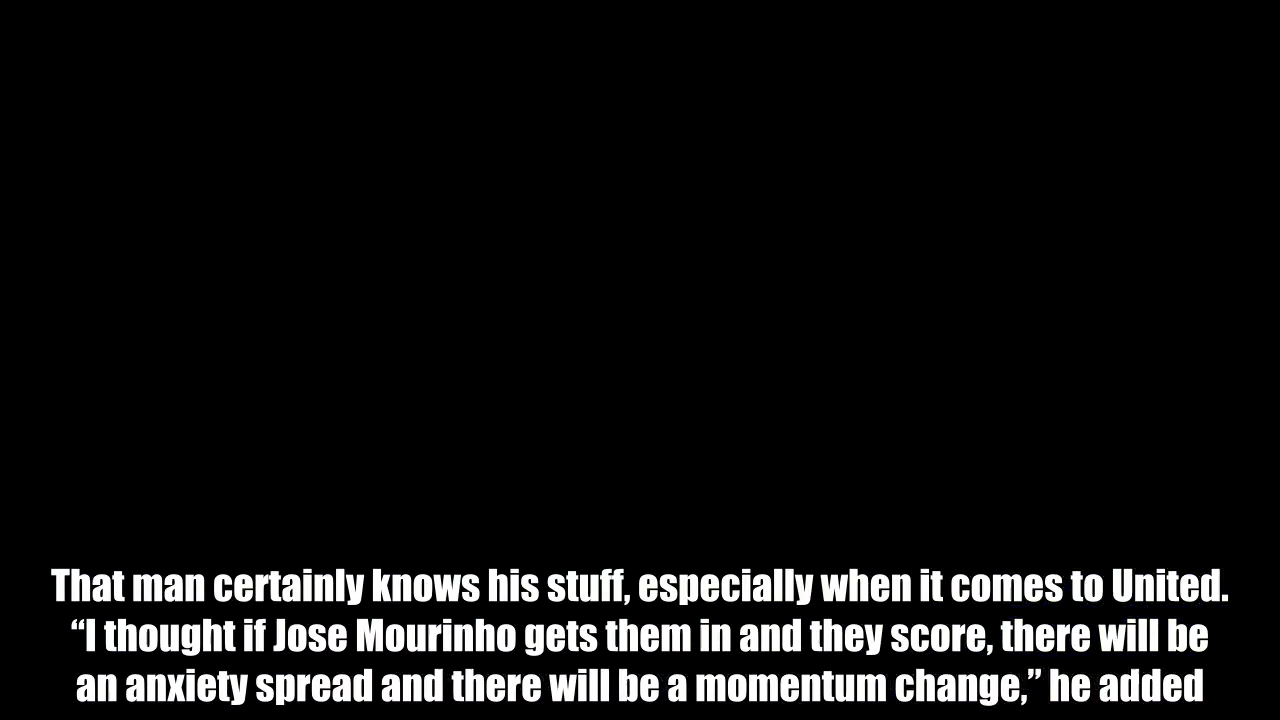 That man certainly knows his stuff, especially when it comes to United.
“I thought if Jose Mourinho gets them in and they score, there will be
an anxiety spread and there will be a momentum change,” he added